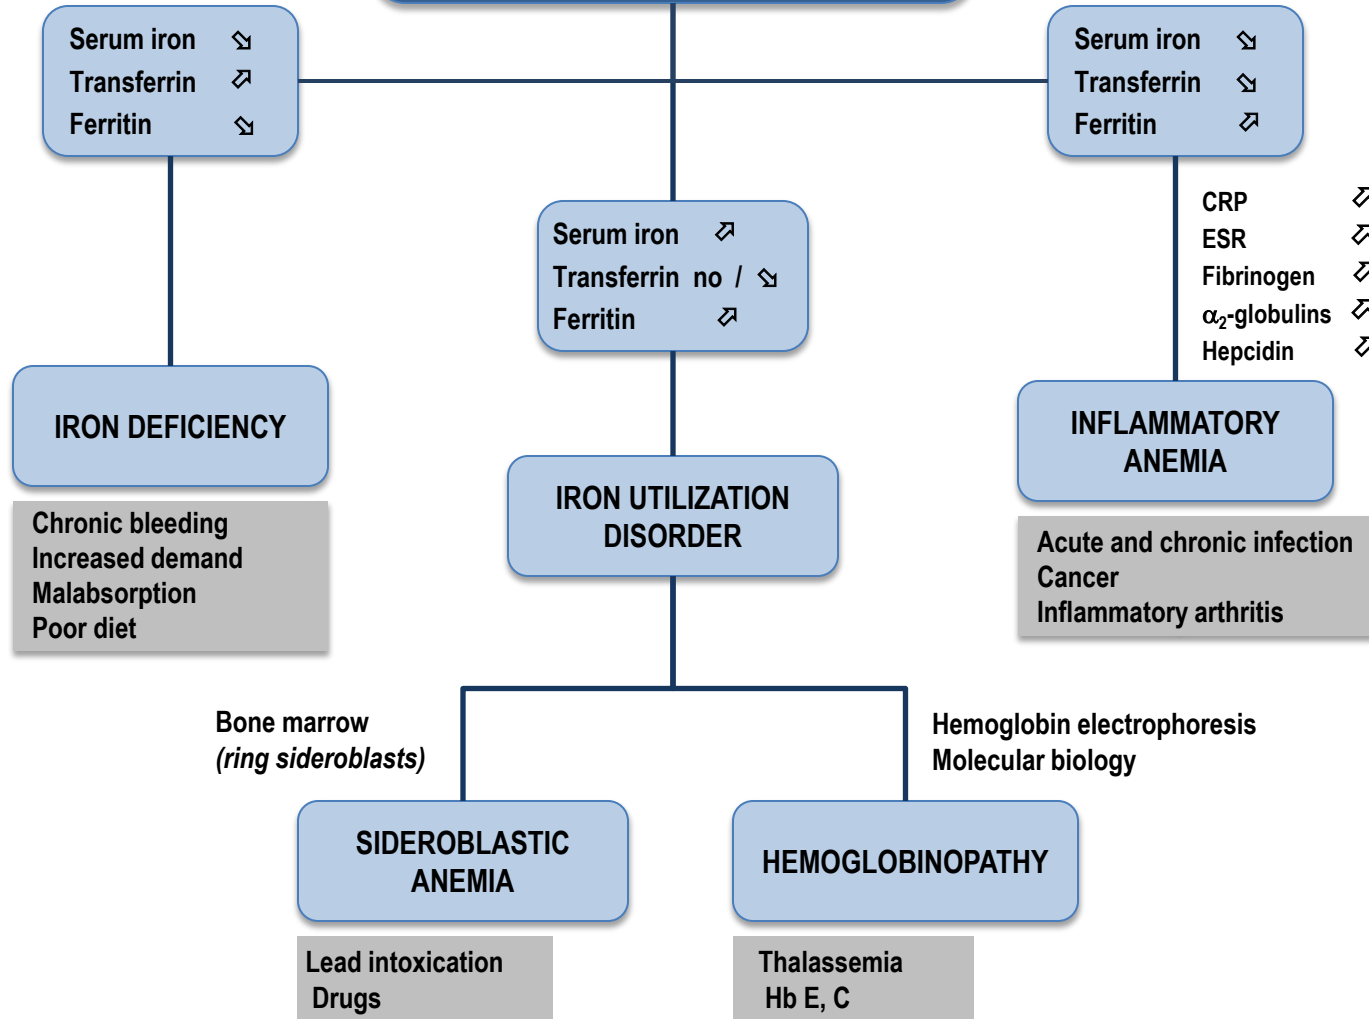 Serum iron ⬂
Transferrin ⬀
Ferritin ⬂
Serum iron ⬂
Transferrin ⬂
Ferritin ⬀
CRP ⬀
ESR ⬀
Fibrinogen ⬀
α₂-globulins ⬀
Hepcidin ⬀
Serum iron ⬀
Transferrin no / ⬂
Ferritin ⬀
IRON DEFICIENCY
Chronic bleeding
Increased demand
Malabsorption
Poor diet
IRON UTILIZATION
DISORDER
INFLAMMATORY
ANEMIA
Acute and chronic infection
Cancer
Inflammatory arthritis
Bone marrow
(ring sideroblasts)
Hemoglobin electrophoresis
Molecular biology
SIDEROBLASTIC
ANEMIA
Lead intoxication
Drugs
HEMOGLOBINOPATHY
Thalassemia
Hb E, C